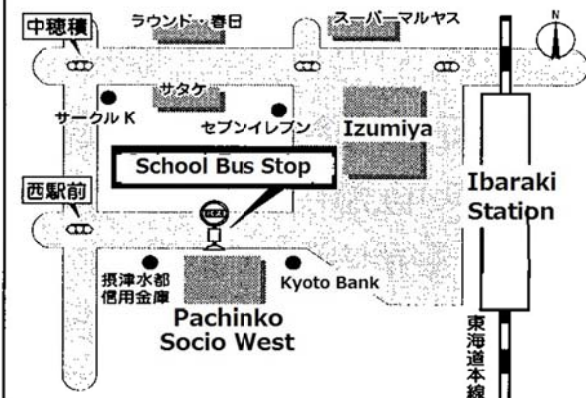 N
中穂積
ラウンド・春日
スーパーマルヤス
サークル K
サタケ
セブンイレブン
Izumiya
School Bus Stop
西駅前
Ibaraki
Station
摂津水都
信用金庫
Kyoto Bank
Pachinko
Socio West
東海道本線